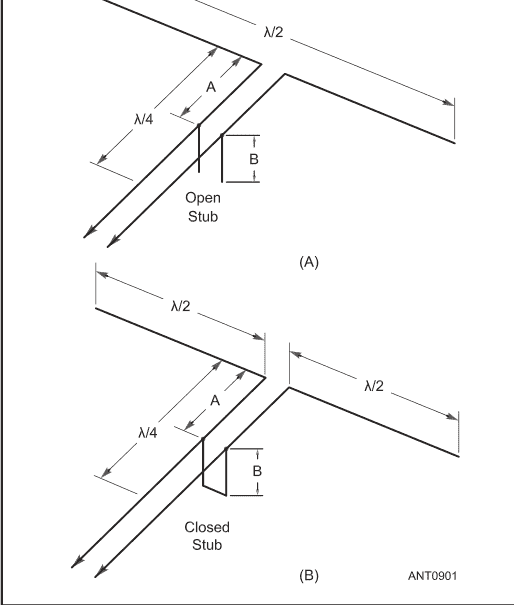 λ/2
A
λ/4
B
Open
Stub
(A)
λ/2
λ/2
A
λ/4
B
Closed
Stub
(B)
ANT0901